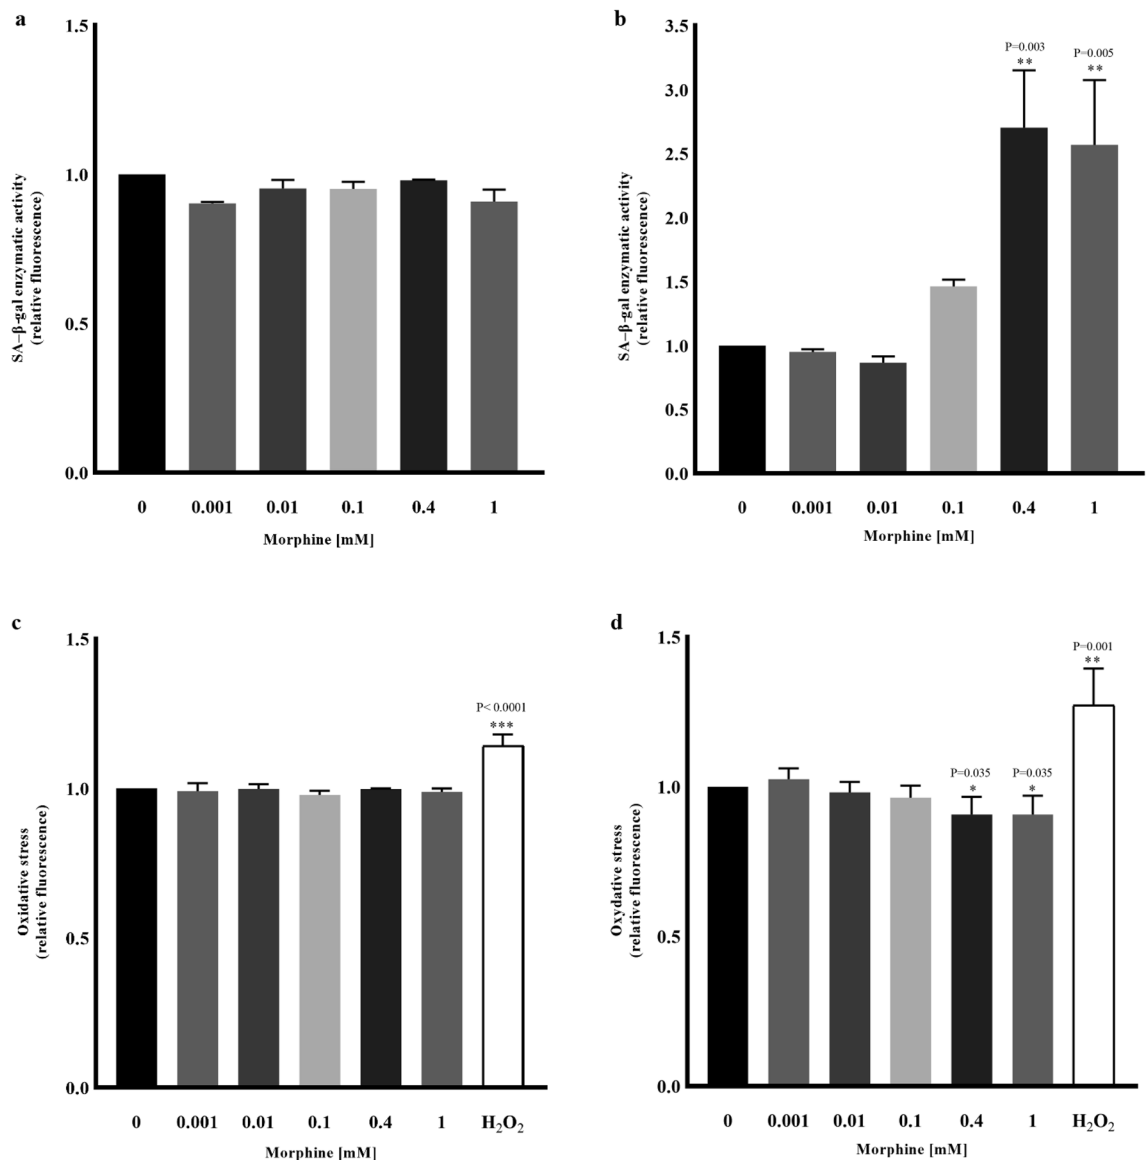 a
1.5
1.0
0.5
0.0
SA–β-gal enzymatic activity
(relative fluorescence)
0 0.001 0.01 0.1 0.4 1
Morphine [mM]
b
3.5
3.0
2.5
2.0
1.5
1.0
0.5
0.0
SA–β-gal enzymatic activity
(relative fluorescence)
P=0.003
**
P=0.005
**
0 0.001 0.01 0.1 0.4 1
Morphine [mM]
c
1.5
1.0
0.5
0.0
Oxidative stress
(relative fluorescence)
P< 0.0001
***
0 0.001 0.01 0.1 0.4 1 H₂O₂
Morphine [mM]
d
1.5
1.0
0.5
0.0
Oxydative stress
(relative fluorescence)
P=0.035
*
P=0.035
*
P=0.001
**
0 0.001 0.01 0.1 0.4 1 H₂O₂
Morphine [mM]